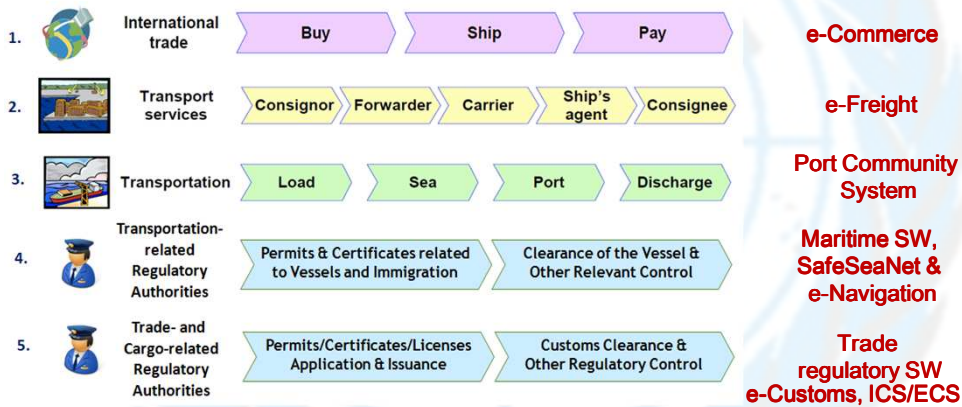 1.
International
trade
Buy
Ship
Pay
e-Commerce
2.
Transport
services
Consignor
Forwarder
Carrier
Ship's
agent
Consignee
e-Freight
3.
Transportation
Load
Sea
Port
Discharge
Port Community
System
4.
Transportation-
related
Regulatory
Authorities
Permits & Certificates related
to Vessels and Immigration
Clearance of the Vessel &
Other Relevant Control
Maritime SW,
SafeSeaNet &
e-Navigation
5.
Trade- and
Cargo-related
Regulatory
Authorities
Permits/Certificates/Licenses
Application & Issuance
Customs Clearance &
Other Regulatory Control
Trade
regulatory SW
e-Customs, ICS/ECS